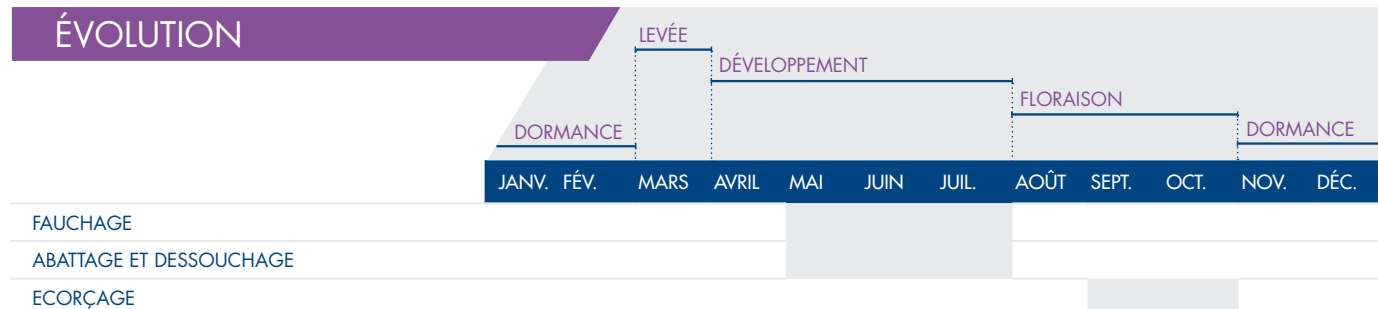 ÉVOLUTION
LEVÉE
DÉVELOPPEMENT
FLORAISON
DORMANCE
DORMANCE
JANV. FÉV. MARS AVRIL MAI JUIN JUIL. AOÛT SEPT. OCT. NOV. DÉC.
FAUCHAGE
ABATTAGE ET DESSOUCHAGE
ECORÇAGE